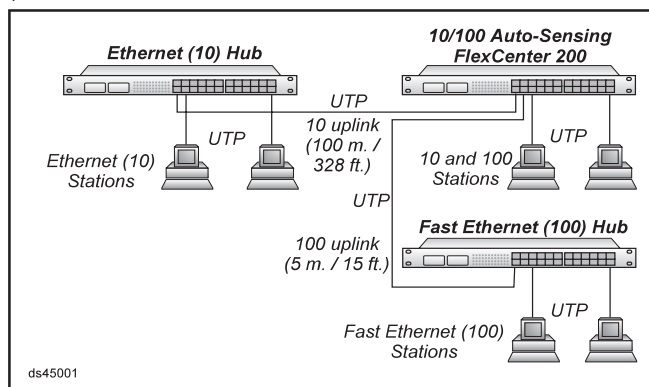 Ethernet (10) Hub
10/100 Auto-Sensing
FlexCenter 200
UTP
UTP
10 uplink
(100 m. /
328 ft.)
Ethernet (10)
Stations
UTP
10 and 100
Stations
UTP
Fast Ethernet (100) Hub
100 uplink
(5 m. / 15 ft.)
UTP
Fast Ethernet (100)
Stations
ds45001